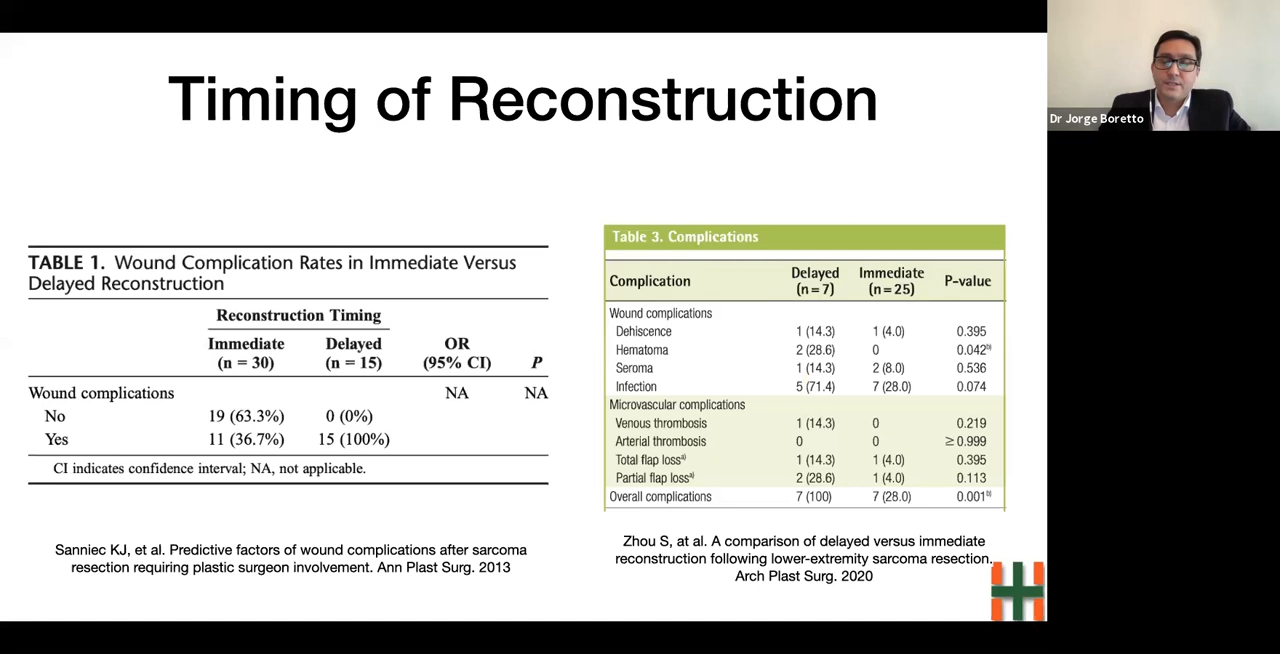 Timing of Reconstruction
Dr Jorge Boretto
TABLE 1. Wound Complication Rates in Immediate Versus
Delayed Reconstruction
Reconstruction Timing
Immediate Delayed OR
(n = 30) (n = 15) (95% CI) P
Wound complications NA NA
No 19 (63.3%) 0 (0%)
Yes 11 (36.7%) 15 (100%)
CI indicates confidence interval; NA, not applicable.
Sanniec KJ, et al. Predictive factors of wound complications after sarcoma
resection requiring plastic surgeon involvement. Ann Plast Surg. 2013
Table 3. Complications
Complication Delayed (n=7) Immediate (n=25) P-value
Wound complications
Dehiscence 1 (14.3) 1 (4.0) 0.395
Hematoma 2 (28.6) 0 0.042b)
Seroma 1 (14.3) 2 (8.0) 0.536
Infection 5 (71.4) 7 (28.0) 0.074
Microvascular complications
Venous thrombosis 1 (14.3) 0 0.219
Arterial thrombosis 0 0 ≥0.999
Total flap lossa) 1 (14.3) 1 (4.0) 0.395
Partial flap lossa) 2 (28.6) 1 (4.0) 0.113
Overall complications 7 (100) 7 (28.0) 0.001b)
Zhou S, at al. A comparison of delayed versus immediate
reconstruction following lower-extremity sarcoma resection.
Arch Plast Surg. 2020